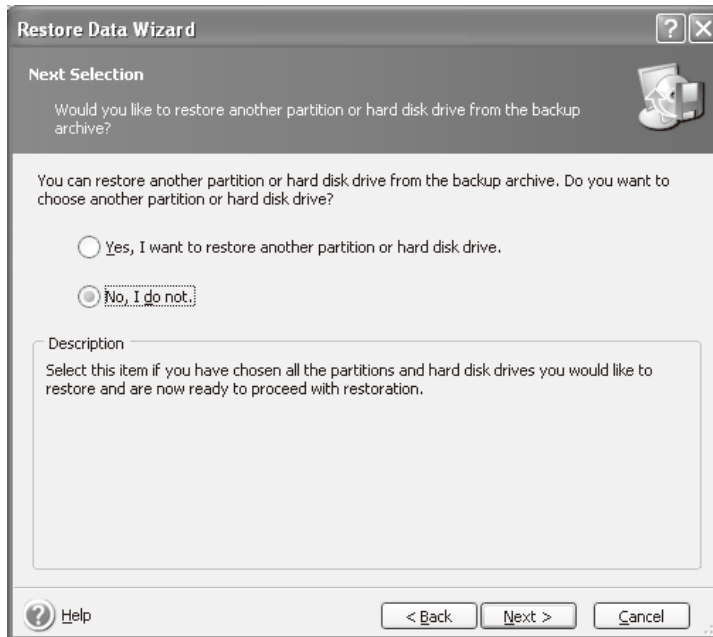 Restore Data Wizard
Next Selection
Would you like to restore another partition or hard disk drive from the backup
archive?
You can restore another partition or hard disk drive from the backup archive. Do you want to
choose another partition or hard disk drive?
Yes, I want to restore another partition or hard disk drive.
No, I do not.
Description
Select this item if you have chosen all the partitions and hard disk drives you would like to
restore and are now ready to proceed with restoration.
? Help
< Back
Next >
Cancel